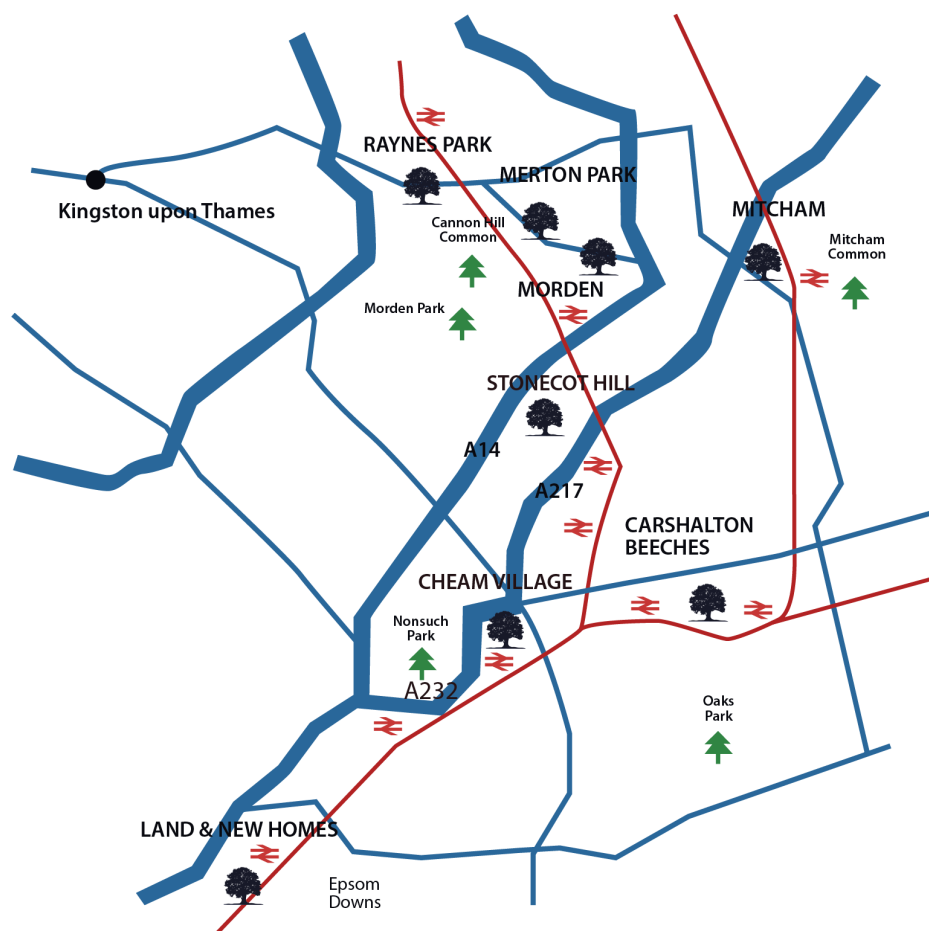 RAYNES PARK
MERTON PARK
Kingston upon Thames
MITCHAM
Cannon Hill
Common
Mitcham
Common
MORDEN
Morden Park
STONECOT HILL
A14
A217
CARSHALTON
BEECHES
CHEAM VILLAGE
Nonsuch
Park
A232
Oaks
Park
LAND & NEW HOMES
Epsom
Downs